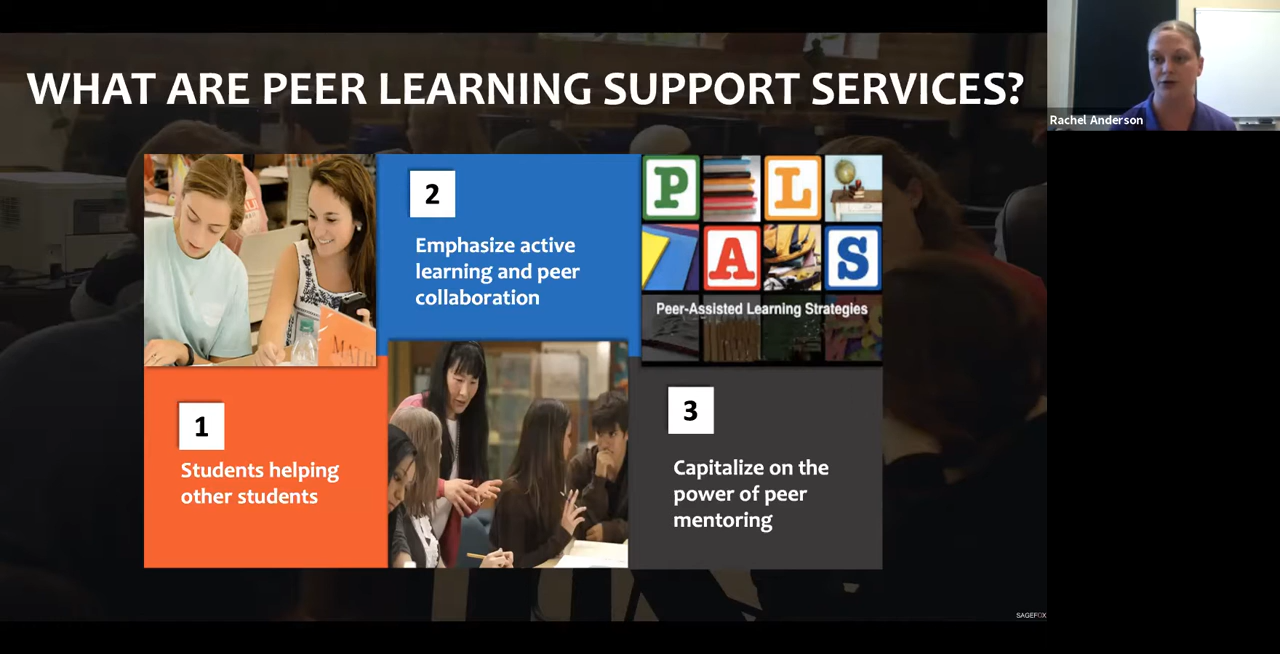 WHAT ARE PEER LEARNING SUPPORT SERVICES?
Rachel Anderson
1
Students helping
other students
2
Emphasize active
learning and peer
collaboration
P L
A S
Peer-Assisted Learning Strategies
3
Capitalize on the
power of peer
mentoring
MATH
SAGEFOX